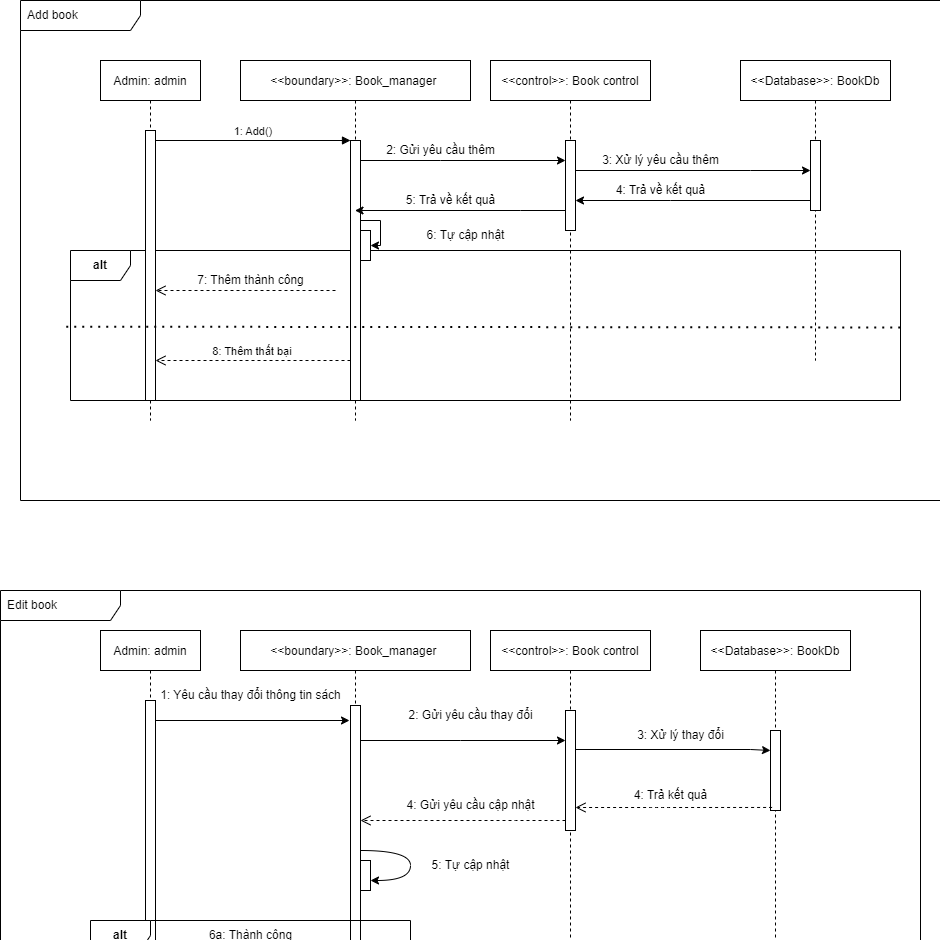 Add book
Admin: admin
<<boundary>>: Book_manager
<<control>>: Book control
<<Database>>: BookDb
1: Add()
2: Gửi yêu cầu thêm
3: Xử lý yêu cầu thêm
4: Trả về kết quả
5: Trả về kết quả
6: Tự cập nhật
alt
7: Thêm thành công
8: Thêm thất bại
Edit book
Admin: admin
<<boundary>>: Book_manager
<<control>>: Book control
<<Database>>: BookDb
1: Yêu cầu thay đổi thông tin sách
2: Gửi yêu cầu thay đổi
3: Xử lý thay đổi
4: Trả kết quả
4: Gửi yêu cầu cập nhật
5: Tự cập nhật
alt
6a: Thành công